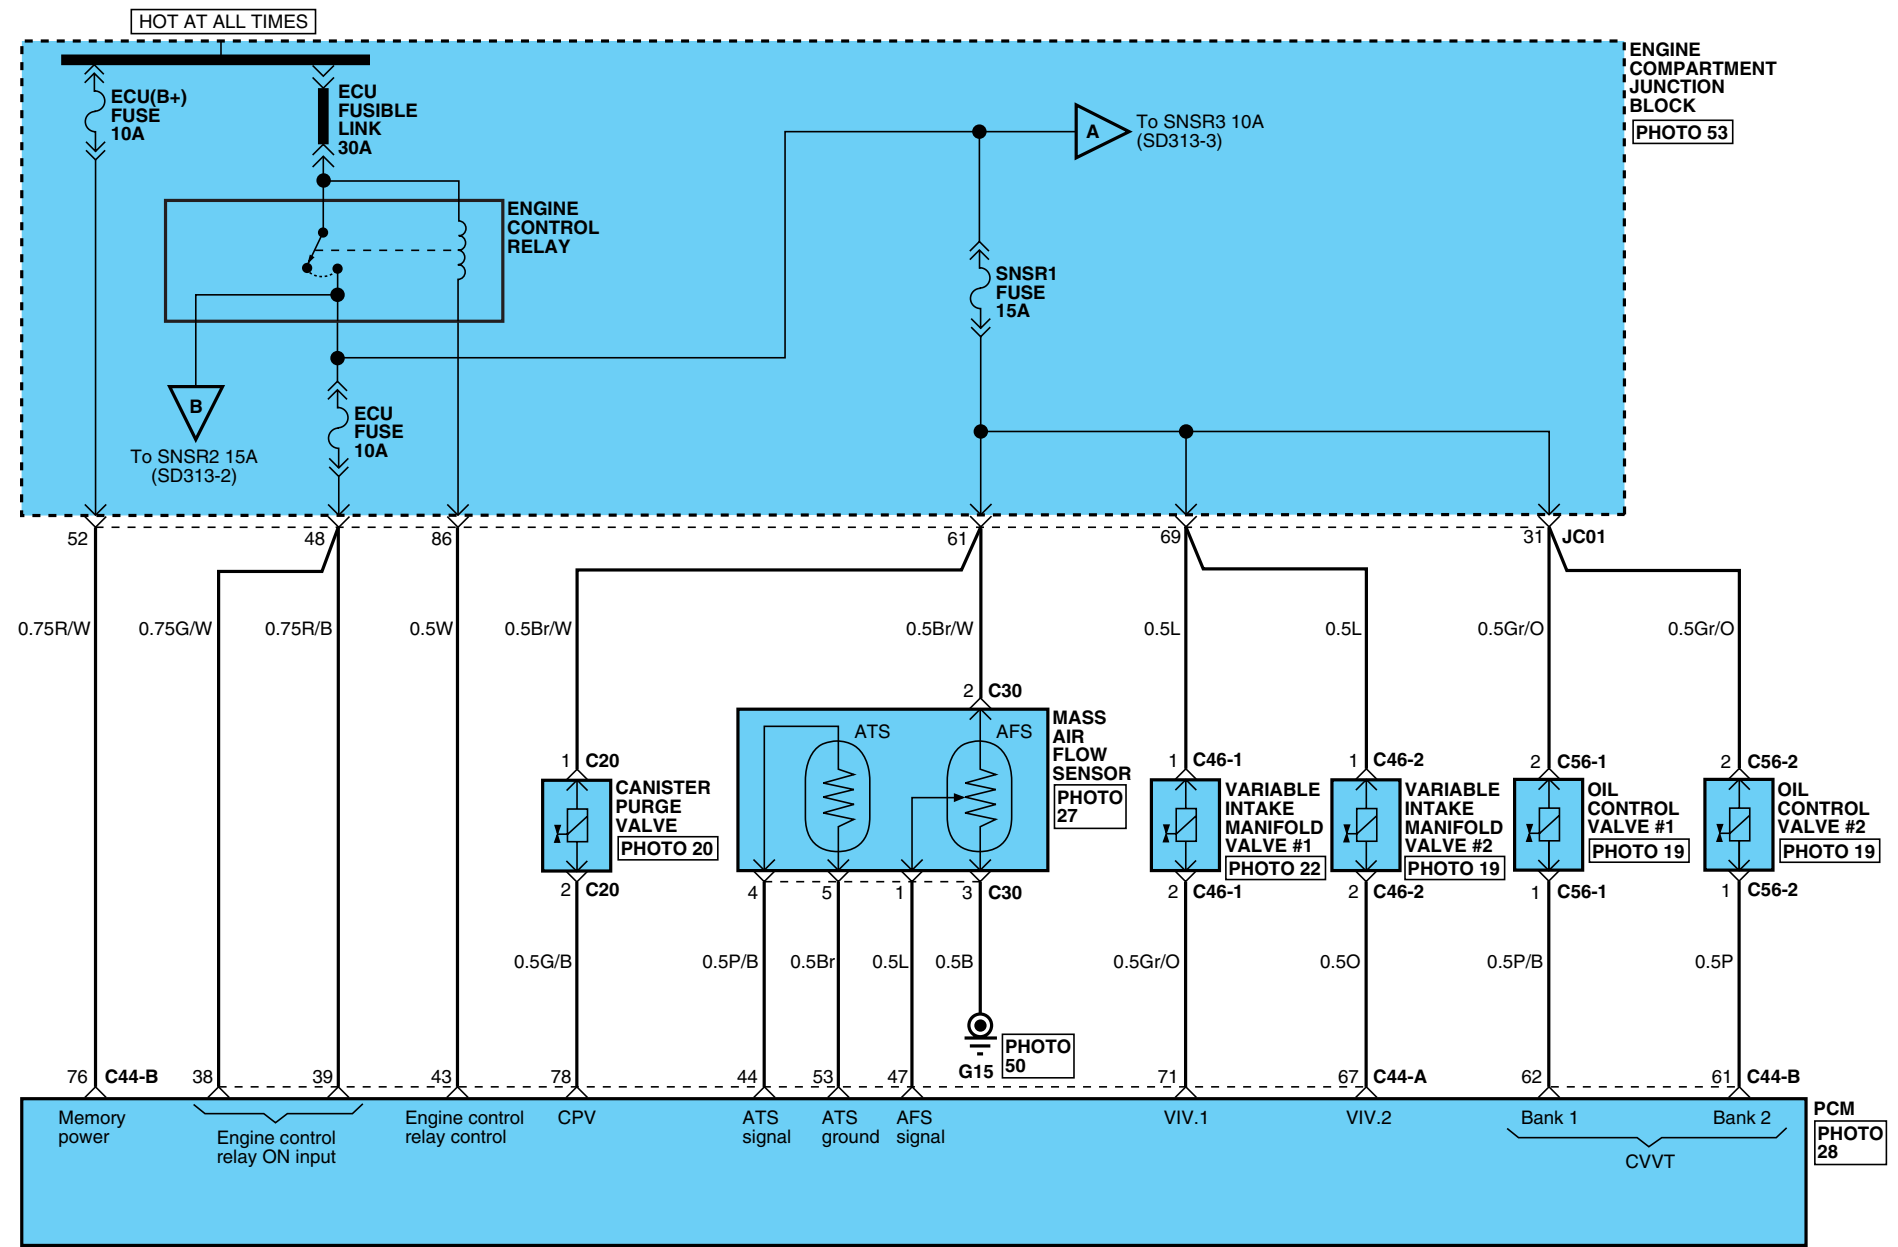 HOT AT ALL TIMES
ENGINE
COMPARTMENT
JUNCTION
BLOCK
PHOTO 53
ECU(B+)
FUSE
10A
ECU
FUSIBLE
LINK
30A
A
To SNSR3 10A
(SD313-3)
ENGINE
CONTROL
RELAY
SNSR1
FUSE
15A
B
To SNSR2 15A
(SD313-2)
ECU
FUSE
10A
52
48
86
61
69
31
JC01
0.75R/W
0.75G/W
0.75R/B
0.5W
0.5Br/W
0.5Br/W
0.5L
0.5L
0.5Gr/O
0.5Gr/O
2 C30
ATS
AFS
MASS
AIR
FLOW
SENSOR
PHOTO
27
1 C20
CANISTER
PURGE
VALVE
PHOTO 20
2 C20
1 C46-1
VARIABLE
INTAKE
MANIFOLD
VALVE #1
PHOTO 22
2 C46-1
1 C46-2
VARIABLE
INTAKE
MANIFOLD
VALVE #2
PHOTO 19
2 C46-2
2 C56-1
OIL
CONTROL
VALVE #1
PHOTO 19
1 C56-1
2 C56-2
OIL
CONTROL
VALVE #2
PHOTO 19
1 C56-2
4
5
1
3 C30
0.5G/B
0.5P/B
0.5Br
0.5L
0.5B
0.5Gr/O
0.5O
0.5P/B
0.5P
G15
PHOTO
50
76 C44-B
38
39
43
78
44
53
47
71
67 C44-A
62
61 C44-B
Memory
power
Engine control
relay ON input
Engine control
relay control
CPV
ATS
signal
ATS
ground
AFS
signal
VIV.1
VIV.2
Bank 1
Bank 2
CVVT
PCM
PHOTO
28